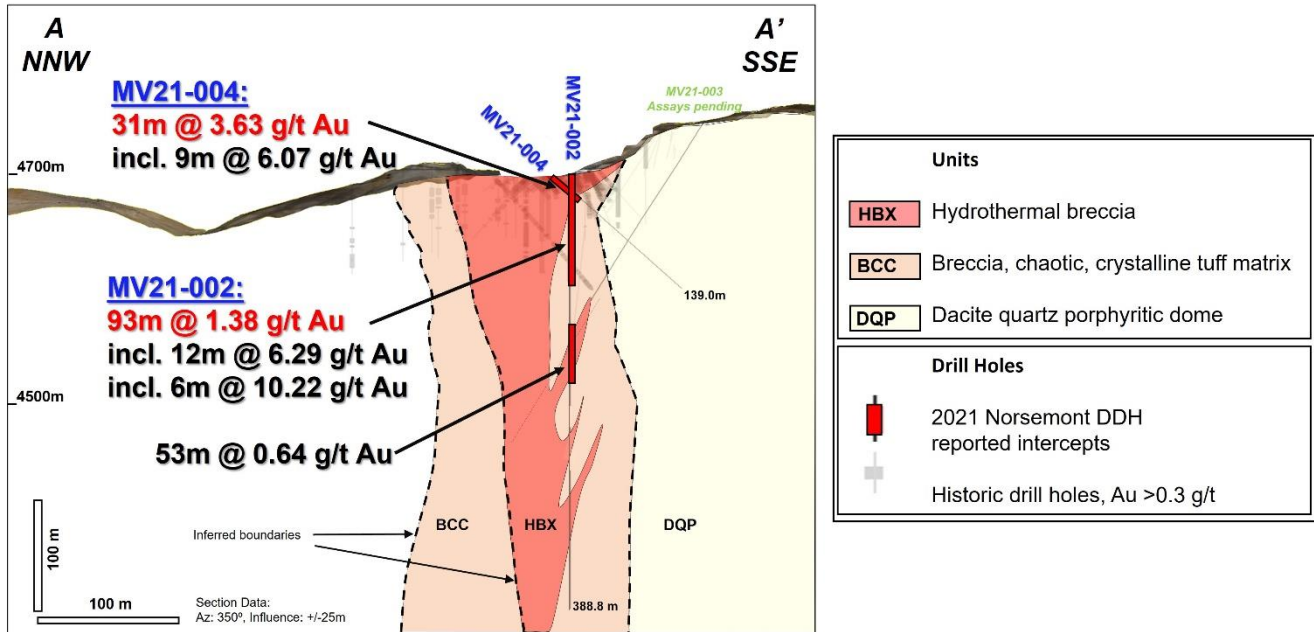 A
NNW
A’
SSE
MV21-004:
31m @ 3.63 g/t Au
incl. 9m @ 6.07 g/t Au
MV21-004
MV21-002
MV21-003
Assays pending
4700m
139.0m
MV21-002:
93m @ 1.38 g/t Au
incl. 12m @ 6.29 g/t Au
incl. 6m @ 10.22 g/t Au
4500m
53m @ 0.64 g/t Au
Inferred boundaries
BCC
HBX
DQP
100 m
100 m
Section Data:
Az: 350º, Influence: +/-25m
388.8 m
Units
HBX Hydrothermal breccia
BCC Breccia, chaotic, crystalline tuff matrix
DQP Dacite quartz porphyritic dome
Drill Holes
2021 Norsemont DDH
reported intercepts
Historic drill holes, Au >0.3 g/t